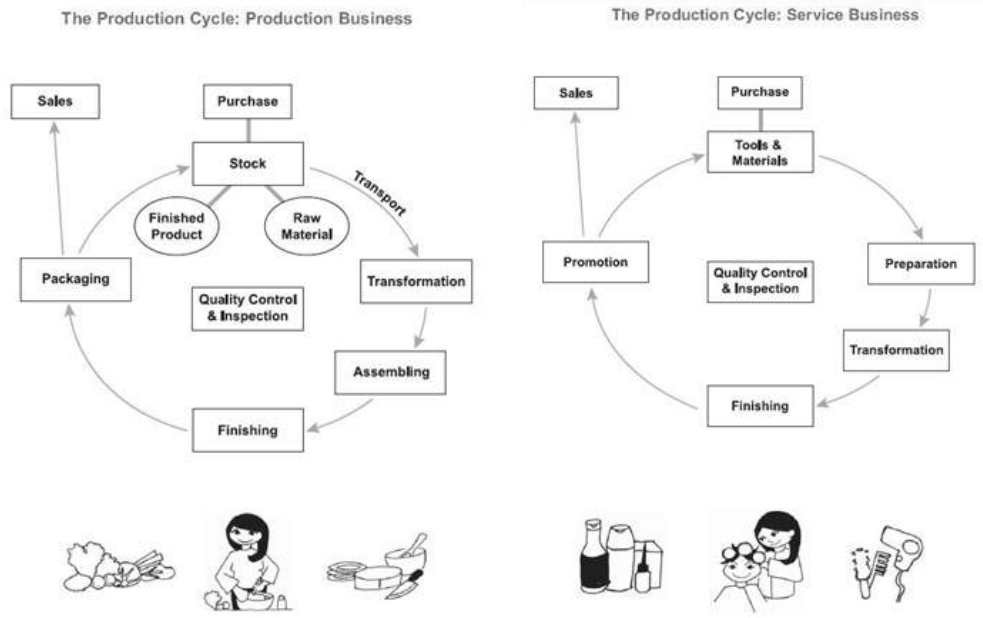 The Production Cycle: Production Business
Sales
Purchase
Stock
Transport
Finished
Product
Raw
Material
Packaging
Transformation
Quality Control
& Inspection
Assembling
Finishing
The Production Cycle: Service Business
Sales
Purchase
Tools &
Materials
Promotion
Preparation
Quality Control
& Inspection
Transformation
Finishing